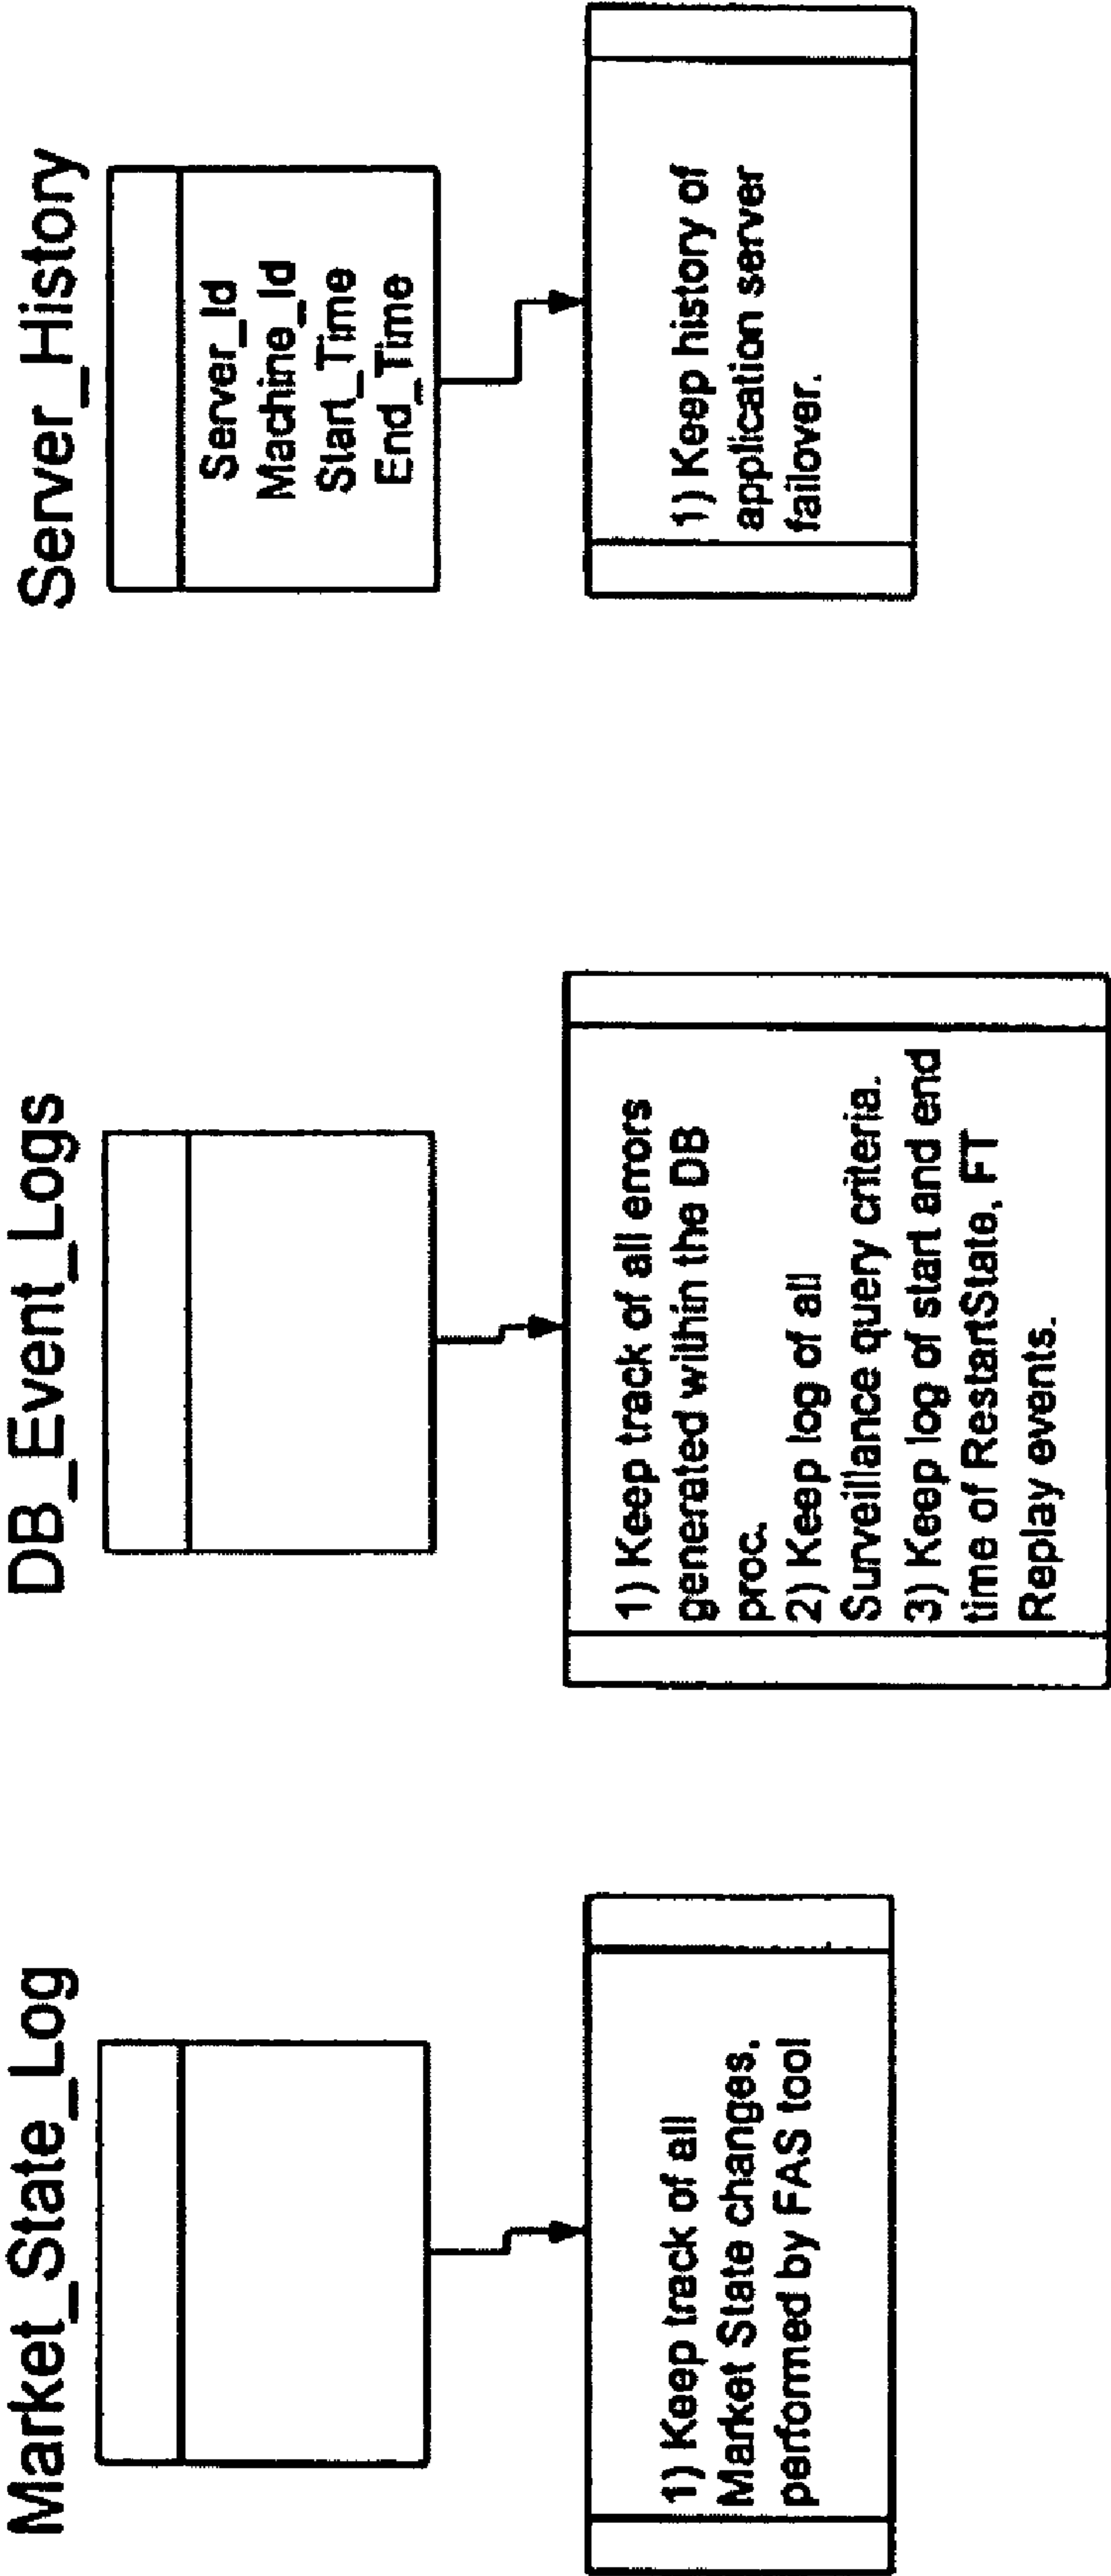 Market_State_Log
1) Keep track of all
Market State changes,
performed by FAS tool
DB_Event_Logs
1) Keep track of all errors
generated within the DB
proc.
2) Keep log of all
Surveillance query criteria.
3) Keep log of start and end
time of RestartState, FT
Replay events.
Server_History
Server_Id
Machine_Id
Start_Time
End_Time
1) Keep history of
application server
failover.